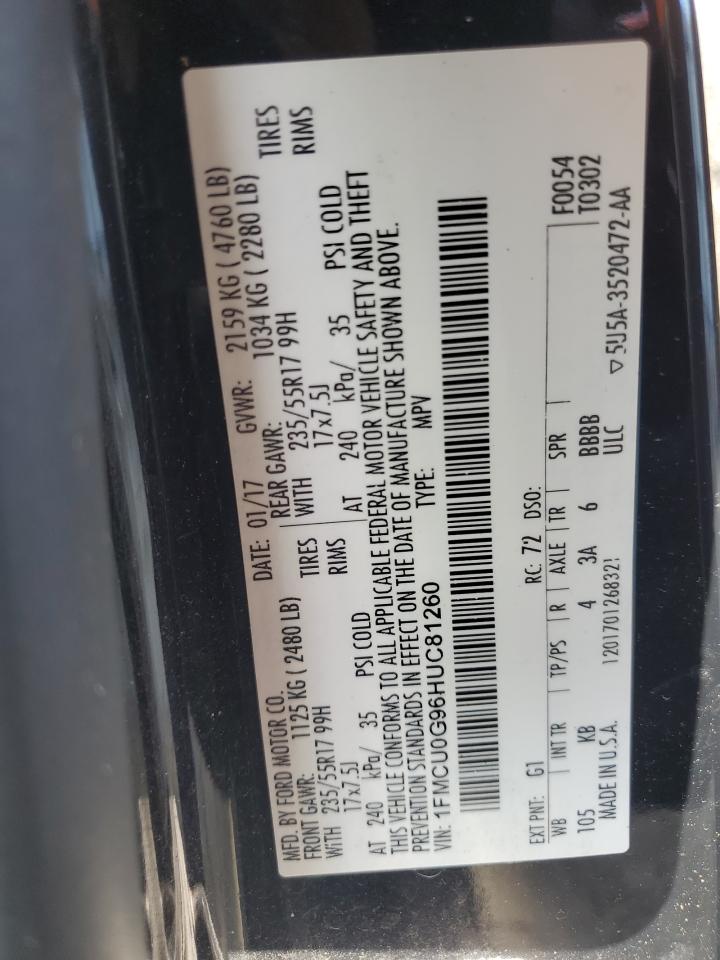 MFD. BY FORD MOTOR CO.
DATE: 01/17 GVWR: 2159 KG ( 4760 LB)
FRONT GAWR: 1125 KG ( 2480 LB) REAR GAWR: 1034 KG ( 2280 LB)
WITH 235/55R17 99H TIRES WITH 235/55R17 99H TIRES
17x7.5J RIMS 17x7.5J RIMS
AT 240 kPa/ 35 PSI COLD AT 240 kPa/ 35 PSI COLD
THIS VEHICLE CONFORMS TO ALL APPLICABLE FEDERAL MOTOR VEHICLE SAFETY AND THEFT
PREVENTION STANDARDS IN EFFECT ON THE DATE OF MANUFACTURE SHOWN ABOVE.
VIN: 1FMCU0G96HUC81260 TYPE: MPV
EXT PNT: G1 RC: 72 DSO: F0054
WB INT TR TP/PS R AXLE TR SPR T0302
105 KB 4 3A 6 BBBB
MADE IN U.S.A. 1201701268321 ULC ▽5U5A-3520472-AA